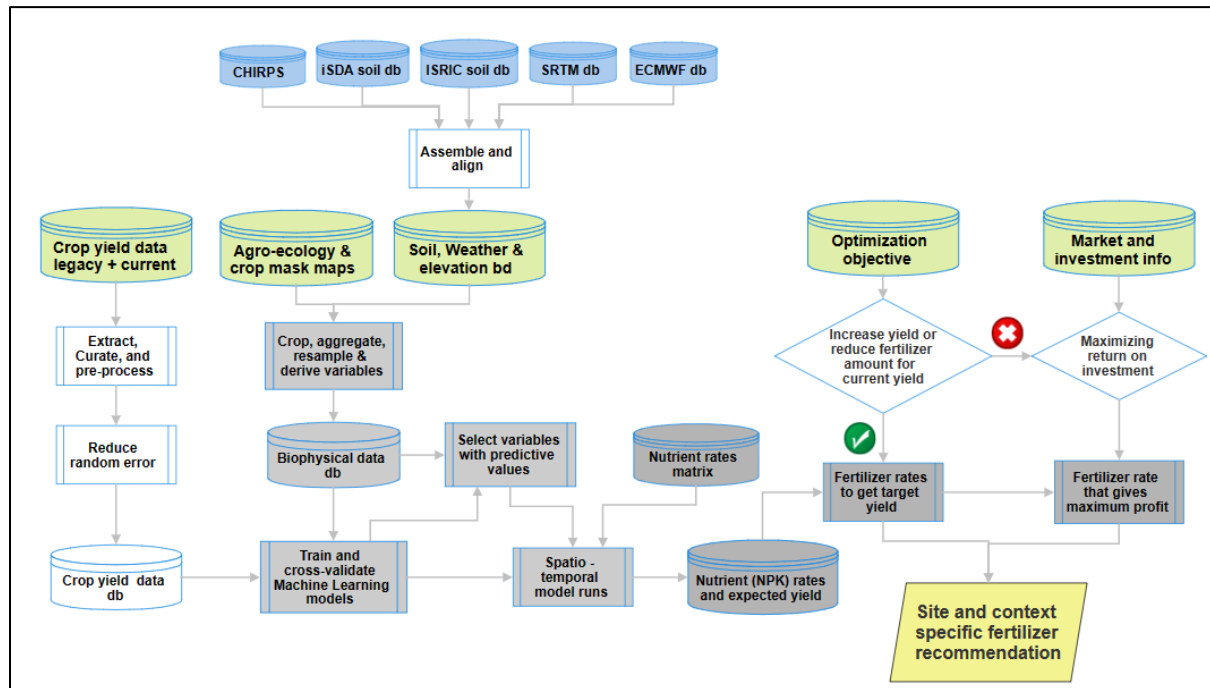 CHIRPS
iSDA soil db
ISRIC soil db
SRTM db
ECMWF db
Assemble and
align
Crop yield data
legacy + current
Agro-ecology &
crop mask maps
Soil, Weather &
elevation bd
Optimization
objective
Market and
investment info
Extract,
Curate, and
pre-process
Crop, aggregate,
resample &
derive variables
Increase yield or
reduce fertilizer
amount for
current yield
Maximizing
return on
investment
Reduce
random error
Biophysical data
db
Select variables
with predictive
values
Nutrient rates
matrix
Fertilizer rates
to get target
yield
Fertilizer rate
that gives
maximum profit
Crop yield data
db
Train and
cross-validate
Machine Learning
models
Spatio -
temporal
model runs
Nutrient (NPK) rates
and expected yield
Site and context
specific fertilizer
recommendation